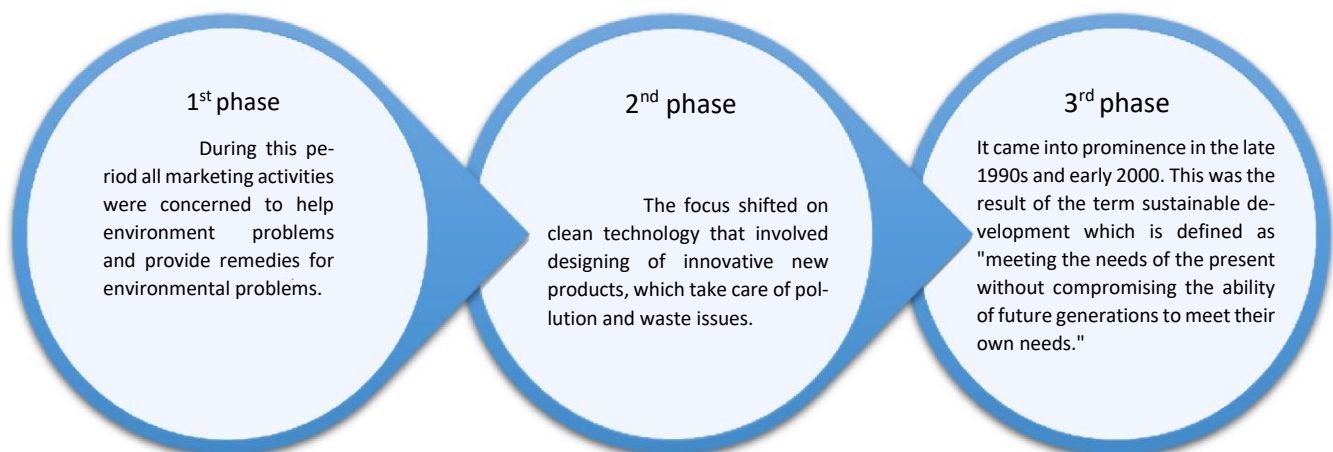 1st phase
During this pe-
riod all marketing activities
were concerned to help
environment problems
and provide remedies for
environmental problems.
2nd phase
The focus shifted on
clean technology that involved
designing of innovative new
products, which take care of pol-
lution and waste issues.
3rd phase
It came into prominence in the late
1990s and early 2000. This was the
result of the term sustainable de-
velopment which is defined as
"meeting the needs of the present
without compromising the ability
of future generations to meet their
own needs."